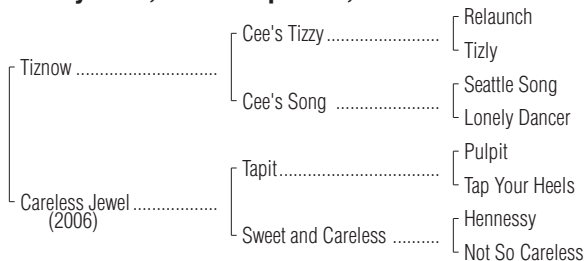 Relaunch
Cee's Tizzy
Tizly
Tiznow
Seattle Song
Cee's Song
Lonely Dancer
Pulpit
Tapit
Tap Your Heels
Careless Jewel
(2006)
Hennessy
Sweet and Careless
Not So Careless